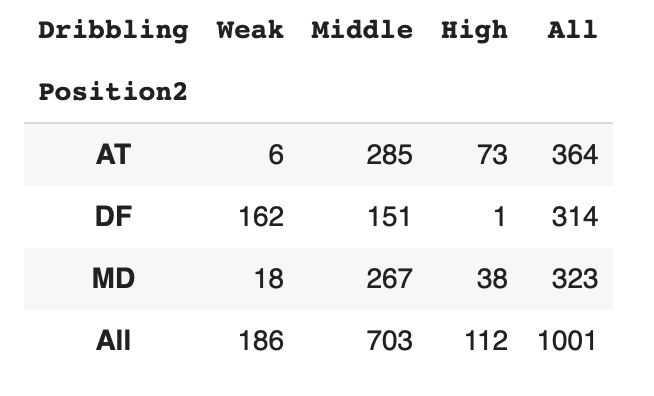 Dribbling Weak Middle High All
Position2
AT 6 285 73 364
DF 162 151 1 314
MD 18 267 38 323
All 186 703 112 1001